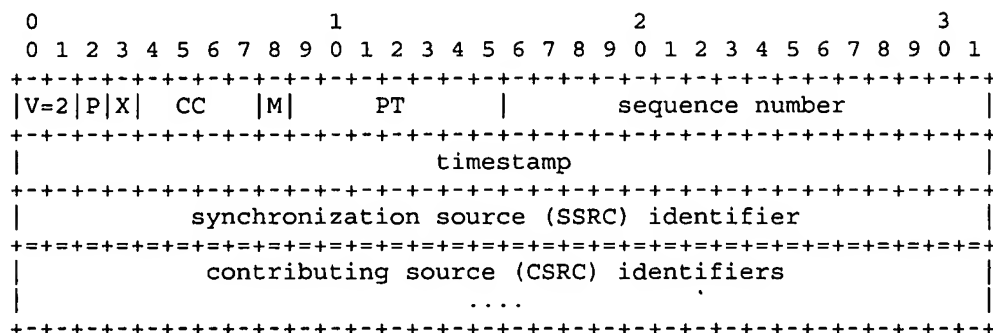 0                   1                   2                   3
 0 1 2 3 4 5 6 7 8 9 0 1 2 3 4 5 6 7 8 9 0 1 2 3 4 5 6 7 8 9 0 1
+-+-+-+-+-+-+-+-+-+-+-+-+-+-+-+-+-+-+-+-+-+-+-+-+-+-+-+-+-+-+-+-+
|V=2|P|X|  CC   |M|     PT      |       sequence number         |
+-+-+-+-+-+-+-+-+-+-+-+-+-+-+-+-+-+-+-+-+-+-+-+-+-+-+-+-+-+-+-+-+
|                           timestamp                           |
+-+-+-+-+-+-+-+-+-+-+-+-+-+-+-+-+-+-+-+-+-+-+-+-+-+-+-+-+-+-+-+-+
|           synchronization source (SSRC) identifier            |
+=+=+=+=+=+=+=+=+=+=+=+=+=+=+=+=+=+=+=+=+=+=+=+=+=+=+=+=+=+=+=+=+
|            contributing source (CSRC) identifiers             |
|                             ....                              |
+-+-+-+-+-+-+-+-+-+-+-+-+-+-+-+-+-+-+-+-+-+-+-+-+-+-+-+-+-+-+-+-+